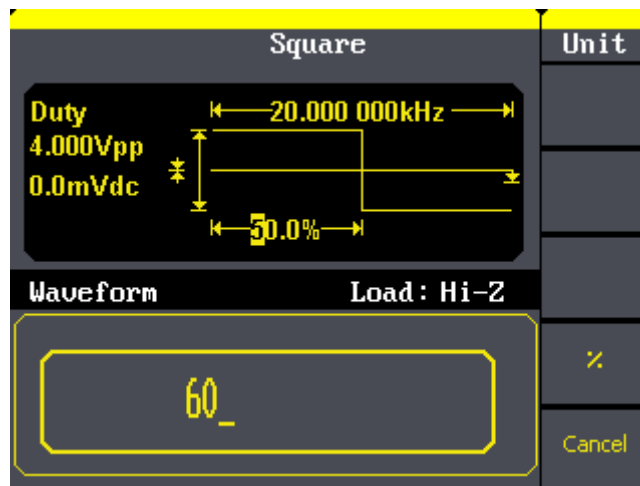 Square
Unit
Duty
20.000 000kHz
4.000Vpp
0.0mVdc
50.0%
Waveform
Load: Hi-Z
60_
%
Cancel